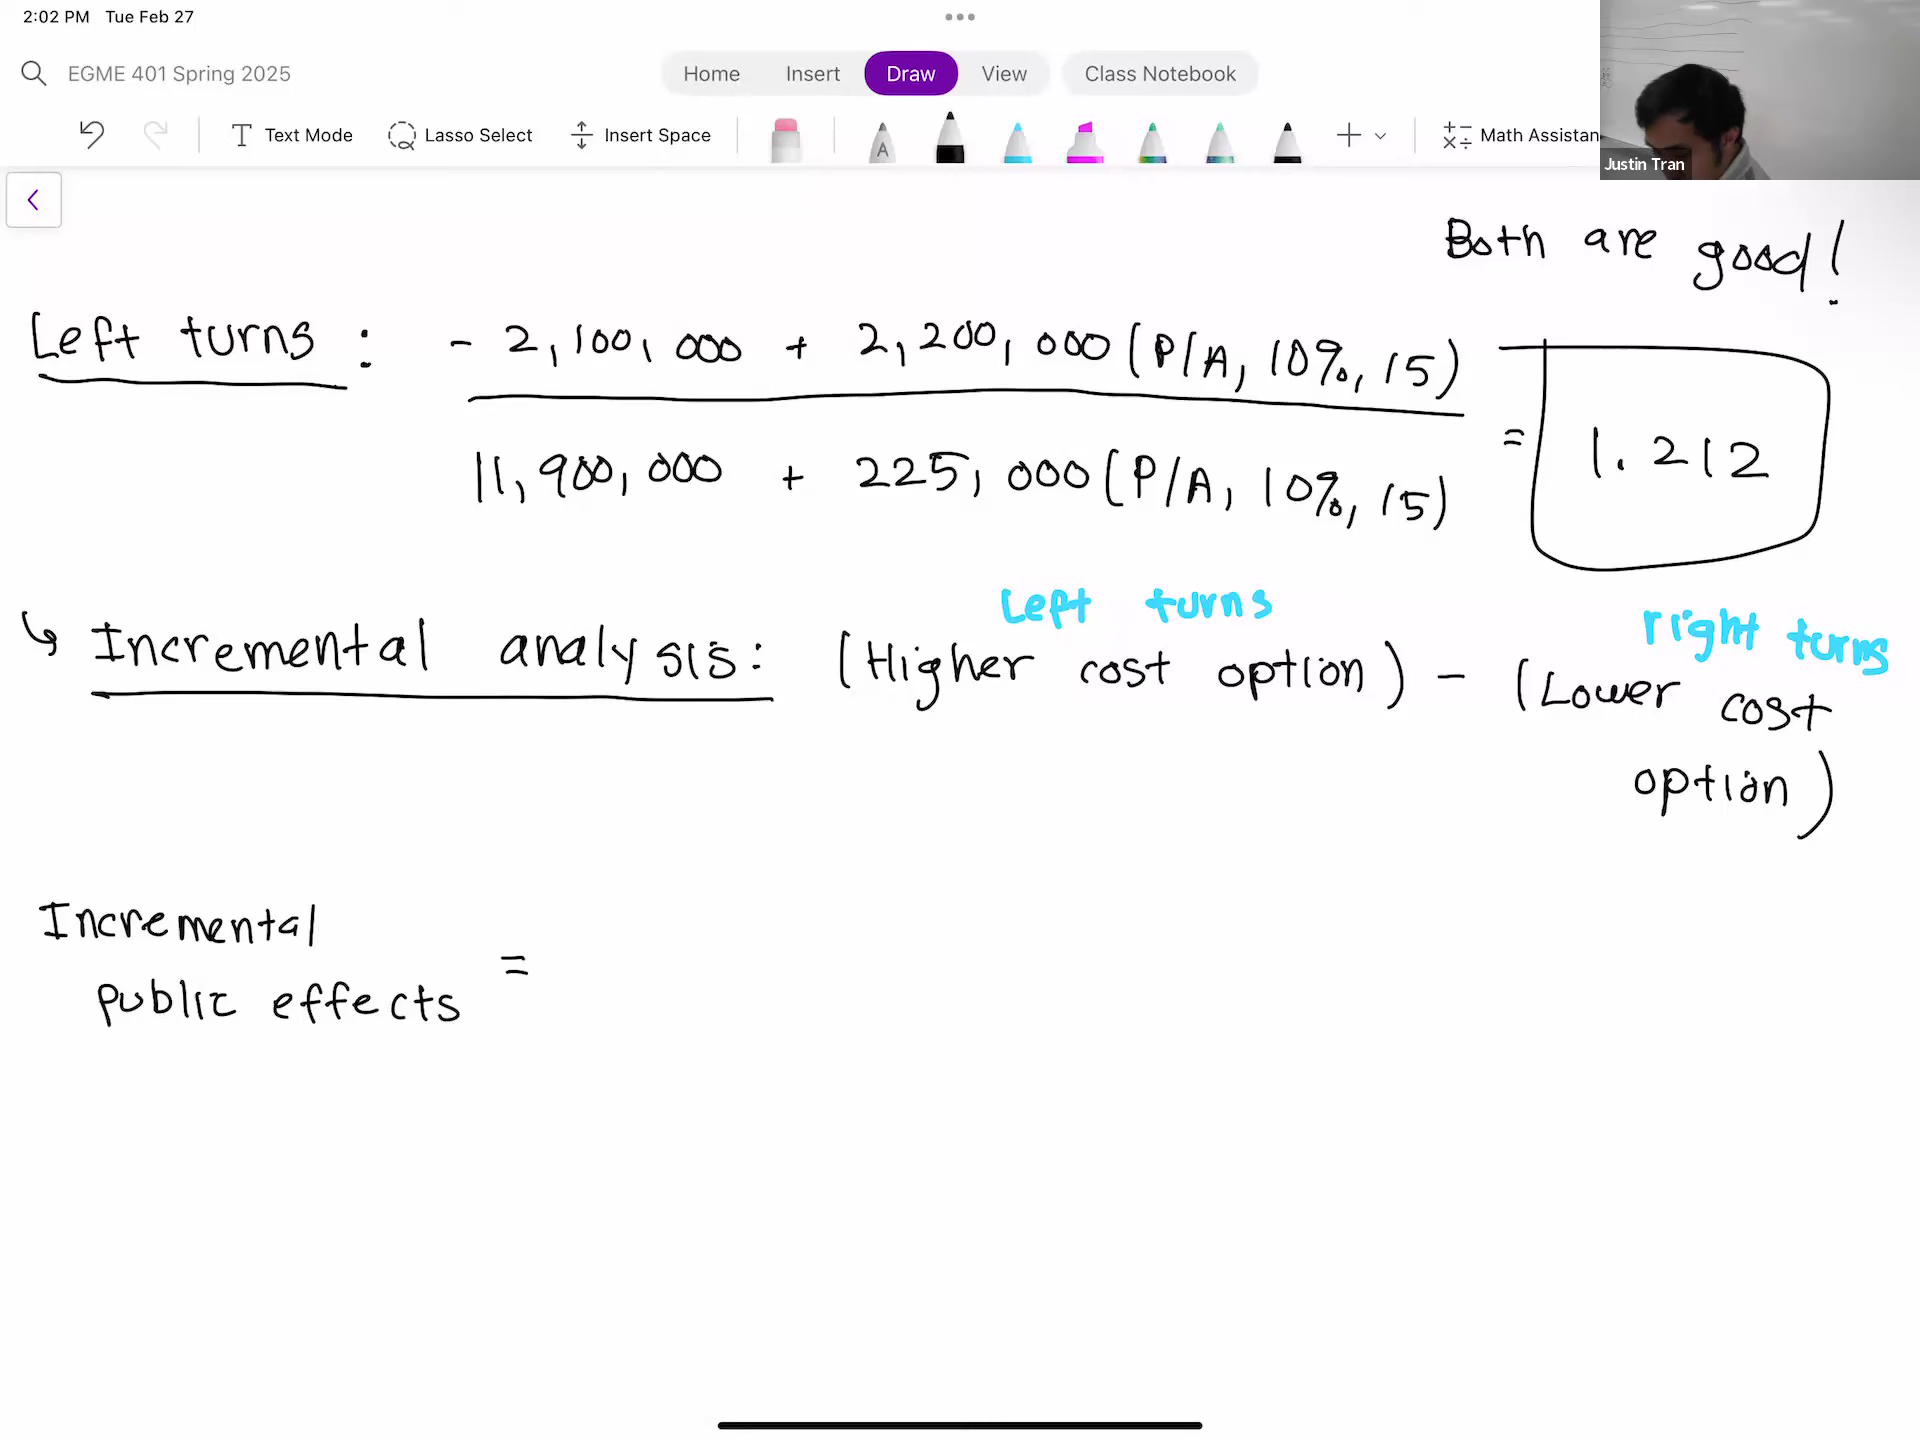 2:02 PM Tue Feb 27
EGME 401 Spring 2025
Home Insert Draw View Class Notebook
Text Mode Lasso Select Insert Space A Math Assistan
Justin Tran
Both are good!
Left turns : - 2,100,000 + 2,200,000 (P/A, 10%, 15)
11,900,000 + 225,000 (P/A, 10%, 15)
= 1.212
left turns
right turns
↳ Incremental analysis: (Higher cost option) - (Lower cost
option)
Incremental
public effects =